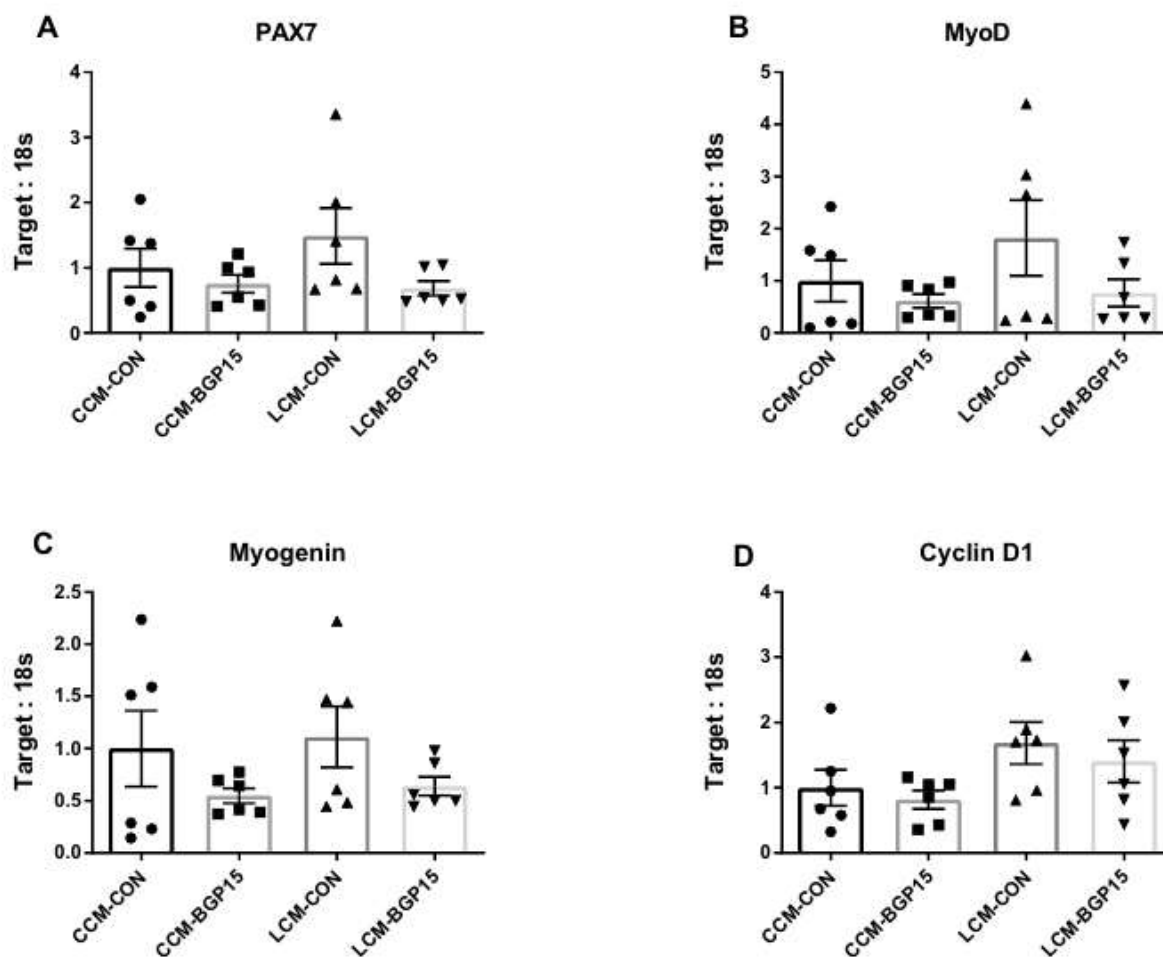 A
PAX7
Target : 18s
4
3
2
1
0
CCM-CON
CCM-BGP15
LCM-CON
LCM-BGP15
B
MyoD
Target : 18s
5
4
3
2
1
0
CCM-CON
CCM-BGP15
LCM-CON
LCM-BGP15
C
Myogenin
Target : 18s
2.5
2.0
1.5
1.0
0.5
0.0
CCM-CON
CCM-BGP15
LCM-CON
LCM-BGP15
D
Cyclin D1
Target : 18s
4
3
2
1
0
CCM-CON
CCM-BGP15
LCM-CON
LCM-BGP15